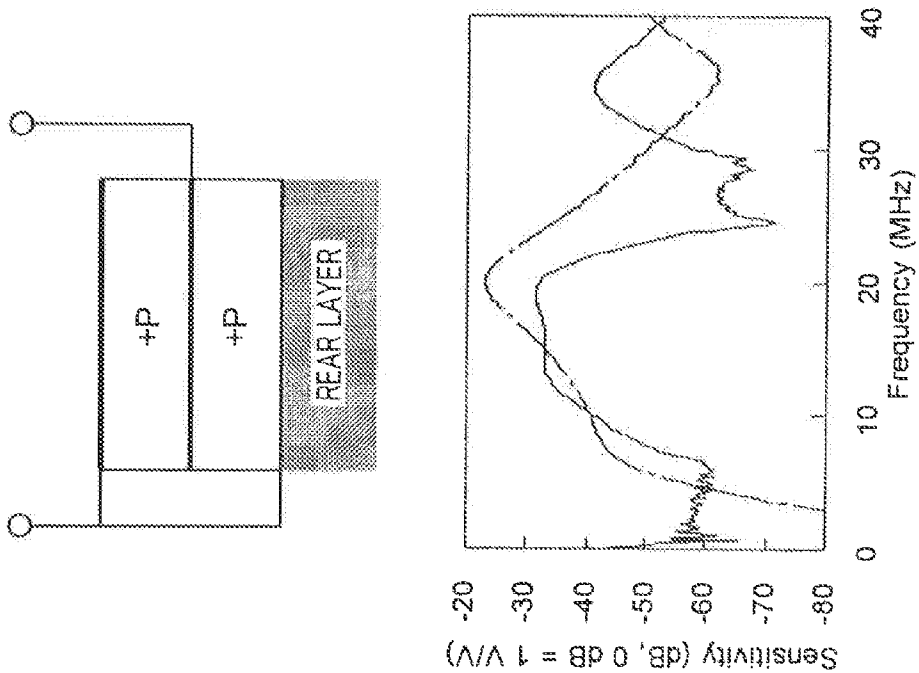 +P
+P
REAR LAYER
Sensitivity (dB, 0 dB = 1 V/V)
-20
-30
-40
-50
-60
-70
-80
0
10
20
30
40
Frequency (MHz)